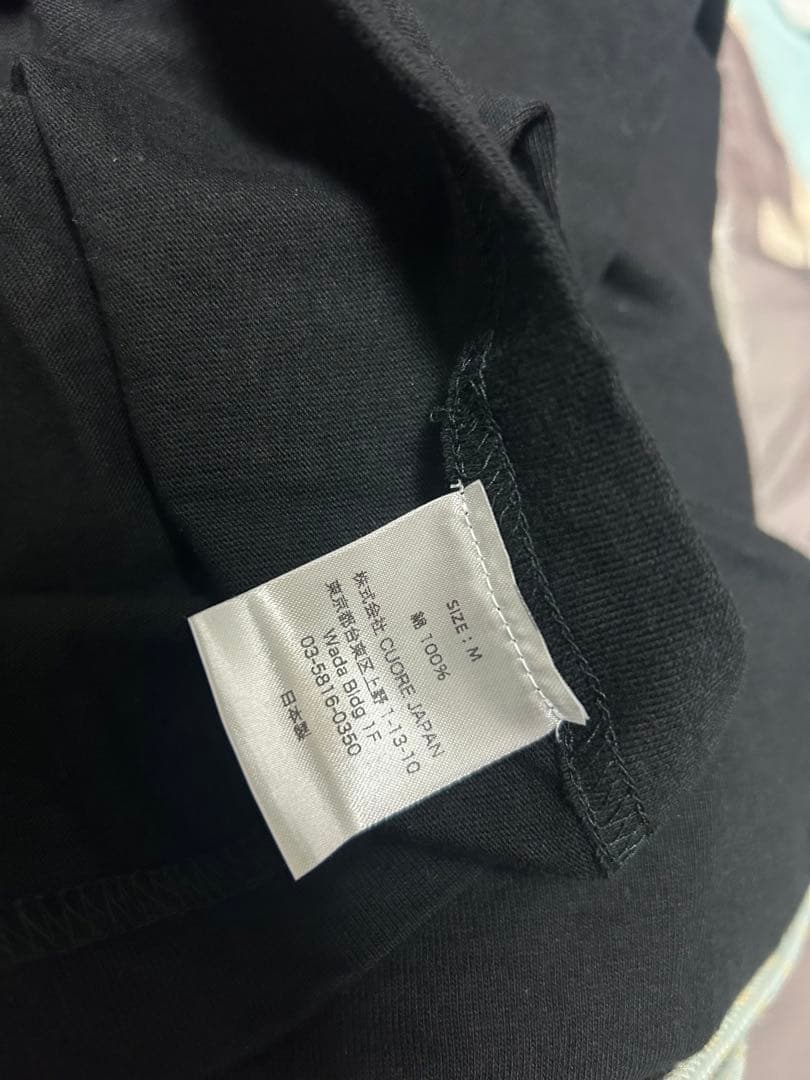 SIZE : M
綿 100%
株式会社 CUORE JAPAN
東京都台東区上野 1-13-10
Wada Bldg 1F
03-5816-0350
日本製